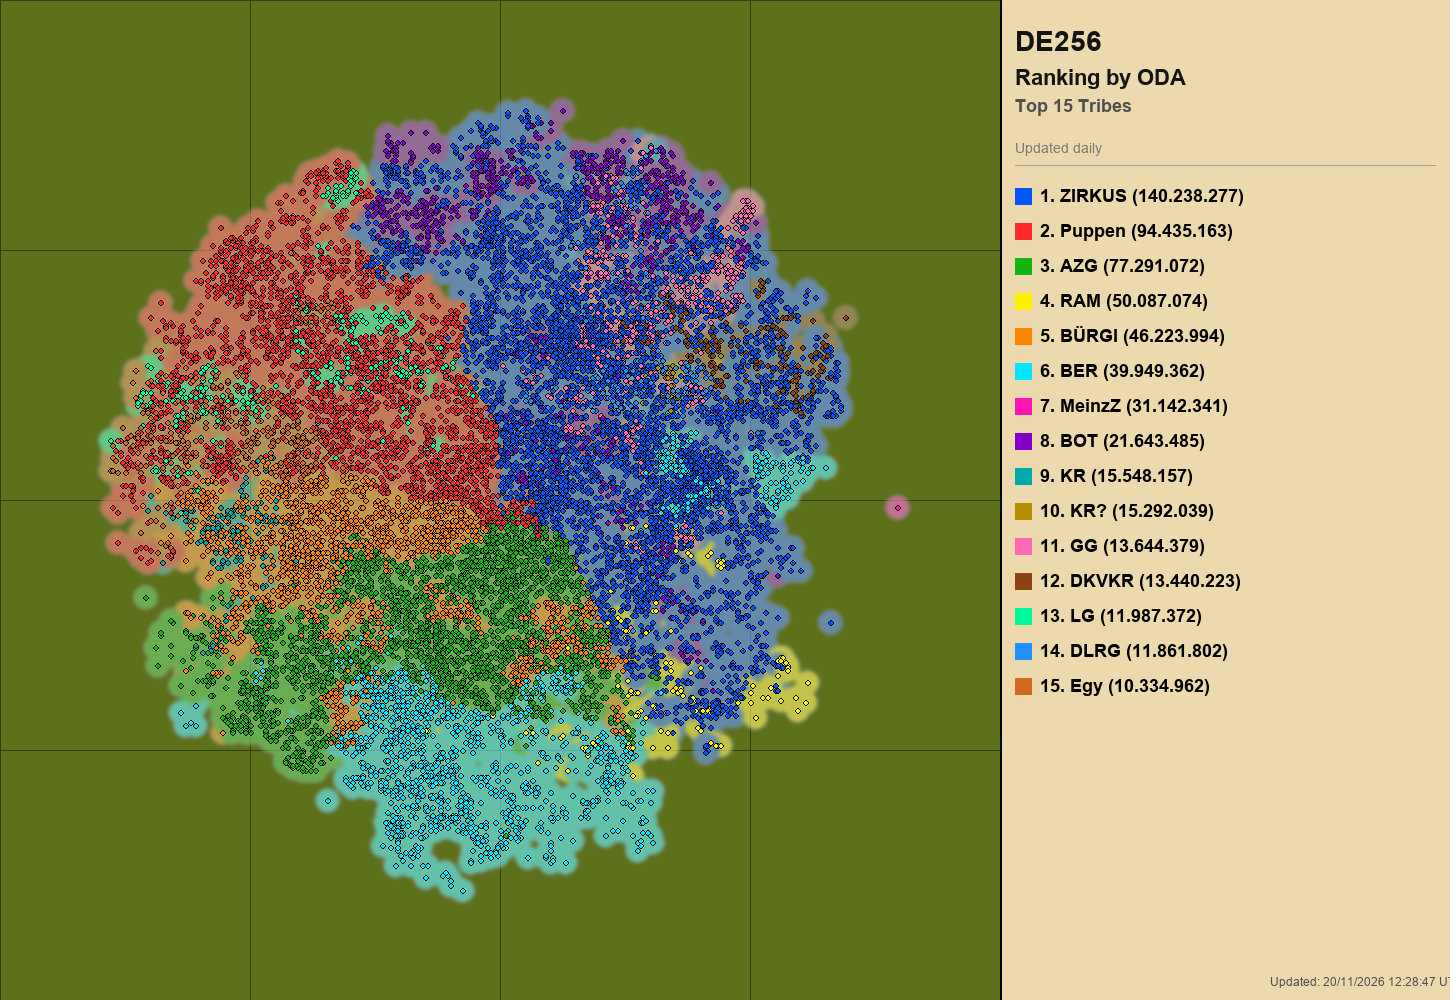 DE256
Ranking by ODA
Top 15 Tribes
Updated daily
1. ZIRKUS (140.238.277)
2. Puppen (94.435.163)
3. AZG (77.291.072)
4. RAM (50.087.074)
5. BÜRGI (46.223.994)
6. BER (39.949.362)
7. MeinzZ (31.142.341)
8. BOT (21.643.485)
9. KR (15.548.157)
10. KR? (15.292.039)
11. GG (13.644.379)
12. DKVKR (13.440.223)
13. LG (11.987.372)
14. DLRG (11.861.802)
15. Egy (10.334.962)
Updated: 20/11/2026 12:28:47 U